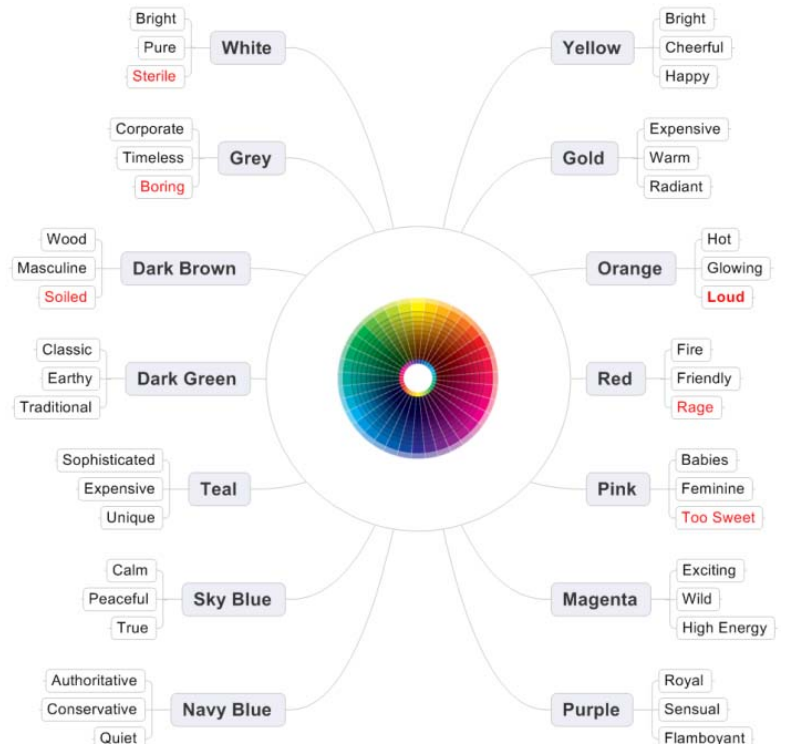 White
Bright
Pure
Sterile
Grey
Corporate
Timeless
Boring
Dark Brown
Wood
Masculine
Soiled
Dark Green
Classic
Earthy
Traditional
Teal
Sophisticated
Expensive
Unique
Sky Blue
Calm
Peaceful
True
Navy Blue
Authoritative
Conservative
Quiet
Yellow
Bright
Cheerful
Happy
Gold
Expensive
Warm
Radiant
Orange
Hot
Glowing
Loud
Red
Fire
Friendly
Rage
Pink
Babies
Feminine
Too Sweet
Magenta
Exciting
Wild
High Energy
Purple
Royal
Sensual
Flamboyant